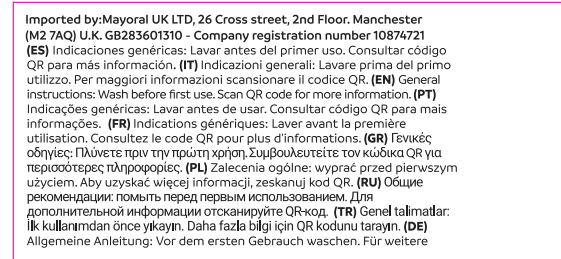 Imported by:Mayoral UK LTD, 26 Cross street, 2nd Floor. Manchester
(M2 7AQ) U.K. GB283601310 - Company registration number 10874721
(ES) Indicaciones genéricas: Lavar antes del primer uso. Consultar código
QR para más información. (IT) Indicazioni generali: Lavare prima del primo
utilizzo. Per maggiori informazioni scansionare il codice QR. (EN) General
instructions: Wash before first use. Scan QR code for more information. (PT)
Indicações genéricas: Lavar antes de usar. Consultar código QR para mais
informações. (FR) Indications génériques: Laver avant la première
utilisation. Consultez le code QR pour plus d'informations. (GR) Γενικές
οδηγίες: Πλύνετε πριν την πρώτη χρήση. Συμβουλευτείτε τον κώδικα QR για
περισσότερες πληροφορίες. (PL) Zalecenia ogólne: wyprać przed pierwszym
użyciem. Aby uzyskać więcej informacji, zeskanuj kod QR. (RU) Общие
рекомендации: помыть перед первым использованием. Для
дополнительной информации отсканируйте QR-код. (TR) Genel talimatlar:
İlk kullanımdan önce yıkayın. Daha fazla bilgi için QR kodunu tarayın. (DE)
Allgemeine Anleitung: Vor dem ersten Gebrauch waschen. Für weitere